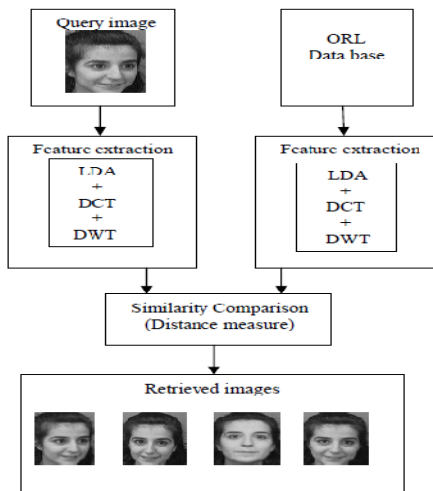 Query image
ORL
Data base
Feature extraction
LDA
+
DCT
+
DWT
Feature extraction
LDA
+
DCT
+
DWT
Similarity Comparison
(Distance measure)
Retrieved images